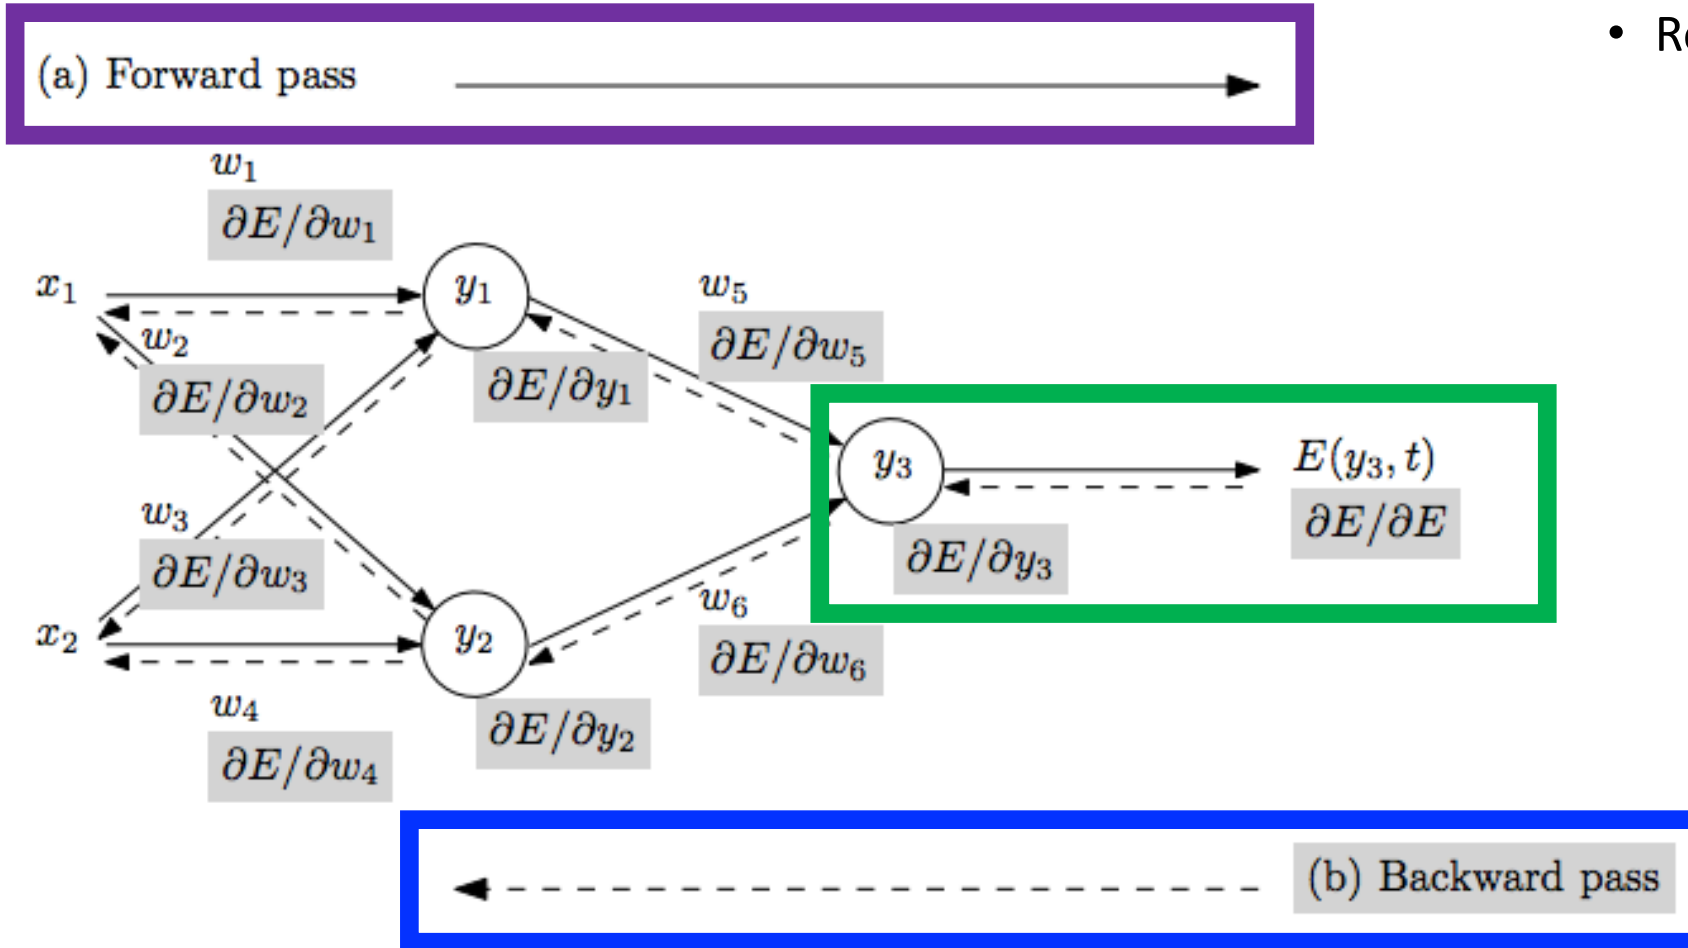 (a) Forward pass
•
w₁
∂E/∂w₁
x₁
y₁
w₂
∂E/∂w₂
∂E/∂y₁
w₅
∂E/∂w₅
y₃
E(y₃, t)
∂E/∂E
∂E/∂y₃
w₃
∂E/∂w₃
x₂
y₂
w₆
∂E/∂w₆
w₄
∂E/∂w₄
∂E/∂y₂
(b) Backward pass